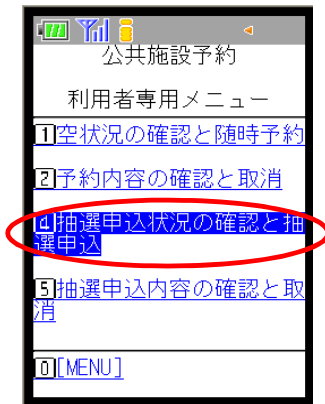 公共施設予約
利用者専用メニュー
1空状況の確認と随時予約
2予約内容の確認と取消
4抽選申込状況の確認と抽
選申込
5抽選申込内容の確認と取
消
0[MENU]